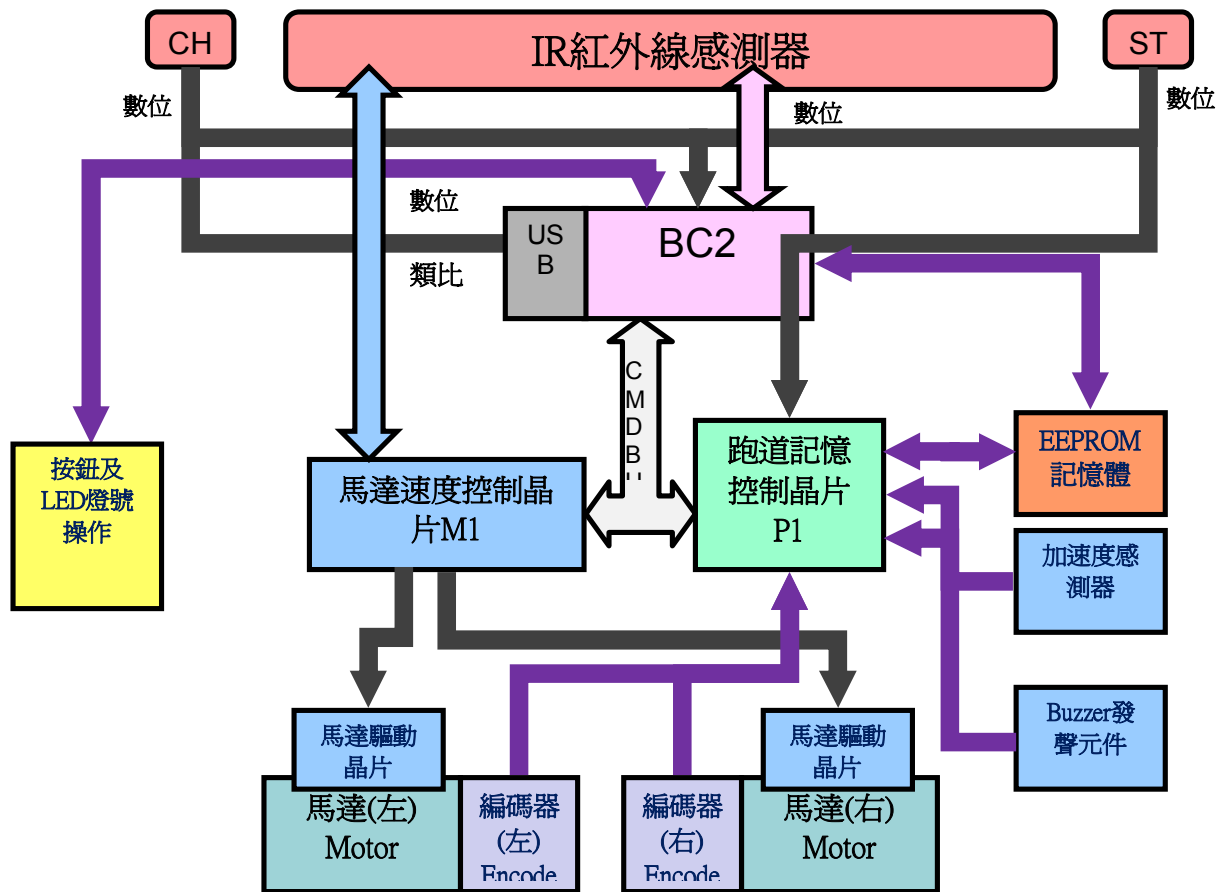 CH
IR紅外線感測器
ST
數位
數位
數位
數位
類比
US
B
BC2
C
M
D
B
按鈕及
LED燈號
操作
馬達速度控制晶
片M1
跑道記憶
控制晶片
P1
EEPROM
記憶體
加速度感
測器
Buzzer發
聲元件
馬達驅動
晶片
馬達(左)
Motor
編碼器
(左)
Encode
編碼器
(右)
Encode
馬達驅動
晶片
馬達(右)
Motor